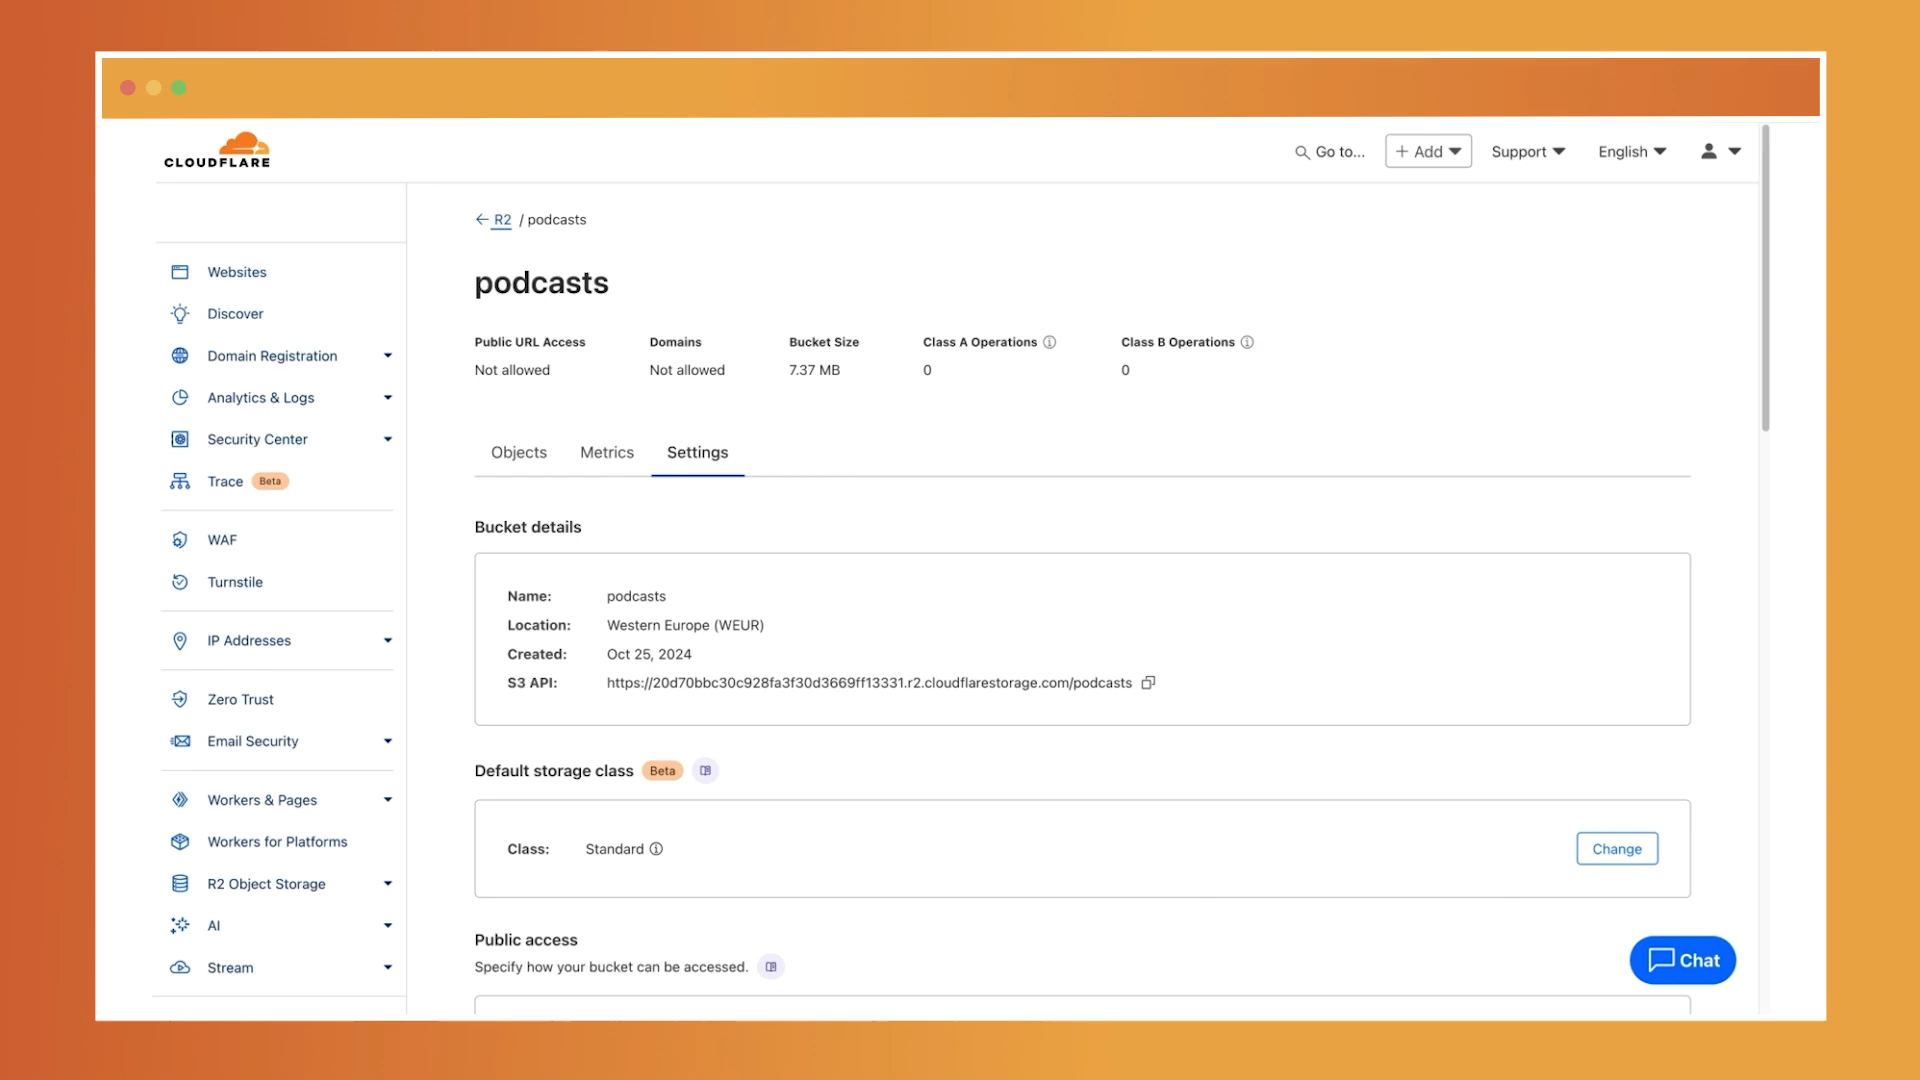 CLOUDFLARE
Go to...
+ Add
Support
English
Websites
Discover
Domain Registration
Analytics & Logs
Security Center
Trace Beta
WAF
Turnstile
IP Addresses
Zero Trust
Email Security
Workers & Pages
Workers for Platforms
R2 Object Storage
AI
Stream
← R2 / podcasts
podcasts
Public URL Access
Not allowed
Domains
Not allowed
Bucket Size
7.37 MB
Class A Operations
0
Class B Operations
0
Objects Metrics Settings
Bucket details
Name: podcasts
Location: Western Europe (WEUR)
Created: Oct 25, 2024
S3 API: https://20d70bbc30c928fa3f30d3669ff13331.r2.cloudflarestorage.com/podcasts
Default storage class Beta
Class: Standard
Change
Public access
Specify how your bucket can be accessed.
Chat